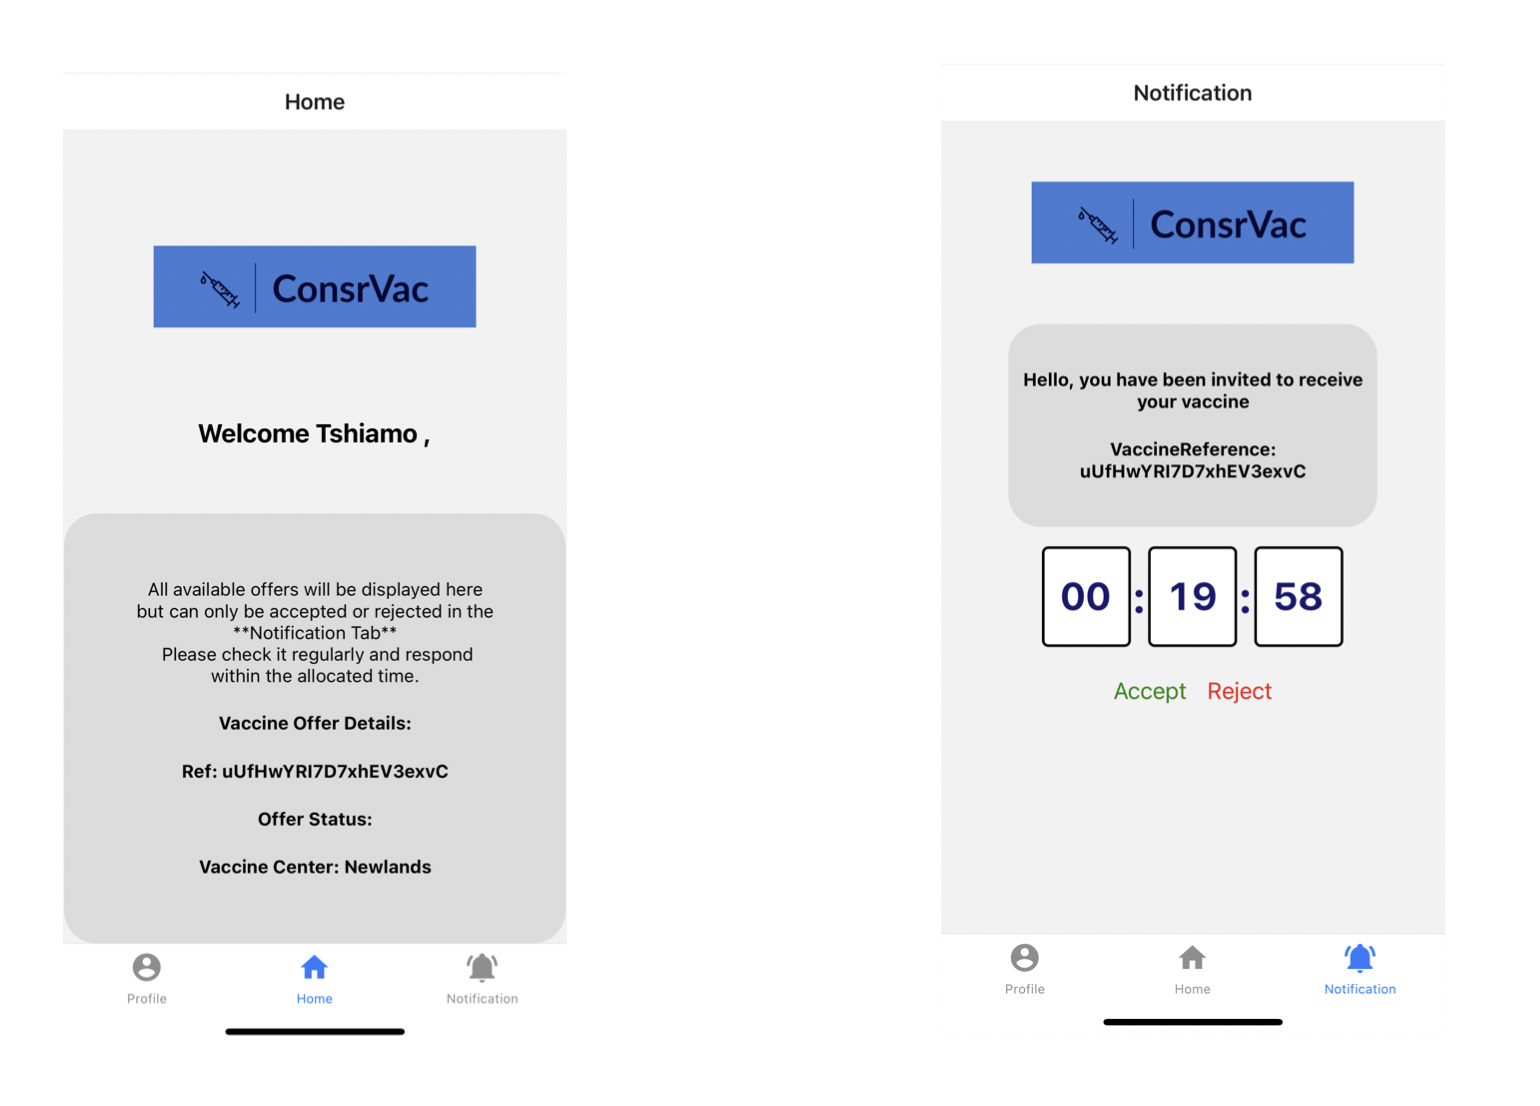 Home
ConsrVac
Welcome Tshiamo ,
All available offers will be displayed here
but can only be accepted or rejected in the
**Notification Tab**
Please check it regularly and respond
within the allocated time.
Vaccine Offer Details:
Ref: uUfHwYRI7D7xhEV3exvC
Offer Status:
Vaccine Center: Newlands
Profile
Home
Notification
Notification
ConsrVac
Hello, you have been invited to receive
your vaccine
VaccineReference:
uUfHwYRI7D7xhEV3exvC
00 : 19 : 58
Accept Reject
Profile
Home
Notification